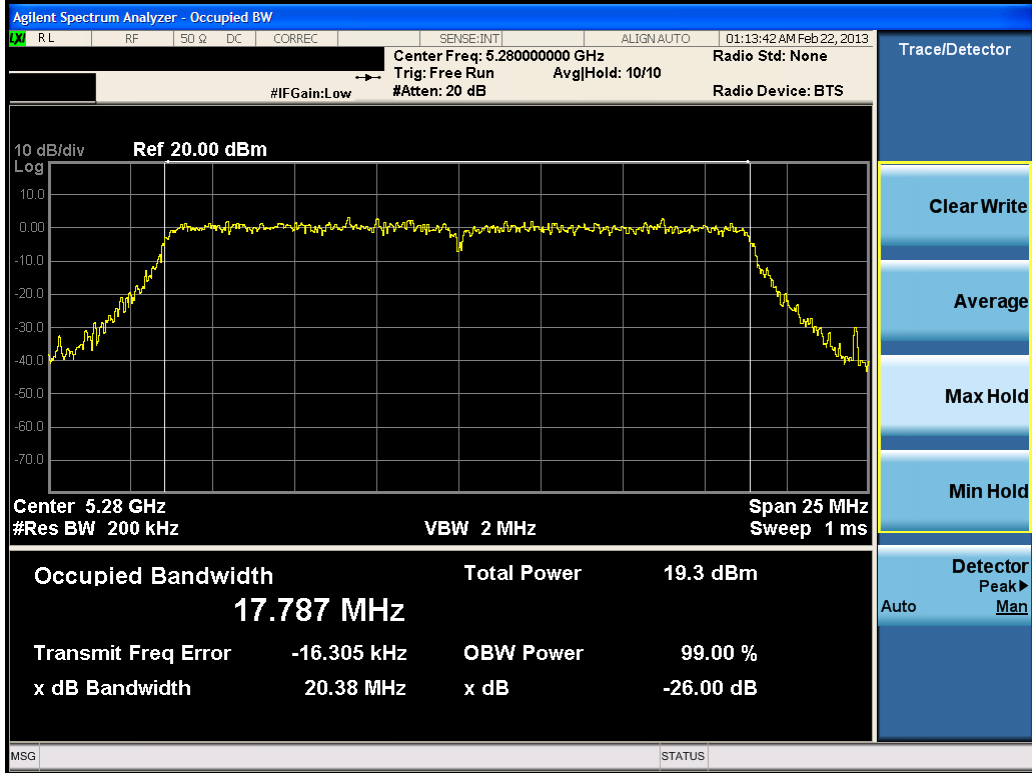 Agilent Spectrum Analyzer - Occupied BW
LXI RL RF 50 Ω DC CORREC SENSE:INT ALIGN AUTO 01:13:42 AM Feb 22, 2013
Center Freq: 5.280000000 GHz Radio Std: None
Trig: Free Run Avg|Hold: 10/10
#IFGain:Low #Atten: 20 dB Radio Device: BTS
Trace/Detector
10 dB/div Ref 20.00 dBm
Log
10.0
0.00
-10.0
-20.0
-30.0
-40.0
-50.0
-60.0
-70.0
Center 5.28 GHz Span 25 MHz
#Res BW 200 kHz VBW 2 MHz Sweep 1 ms
Occupied Bandwidth Total Power 19.3 dBm
17.787 MHz
Transmit Freq Error -16.305 kHz OBW Power 99.00 %
x dB Bandwidth 20.38 MHz x dB -26.00 dB
Clear Write
Average
Max Hold
Min Hold
Detector
Peak▶
Auto Man
MSG STATUS